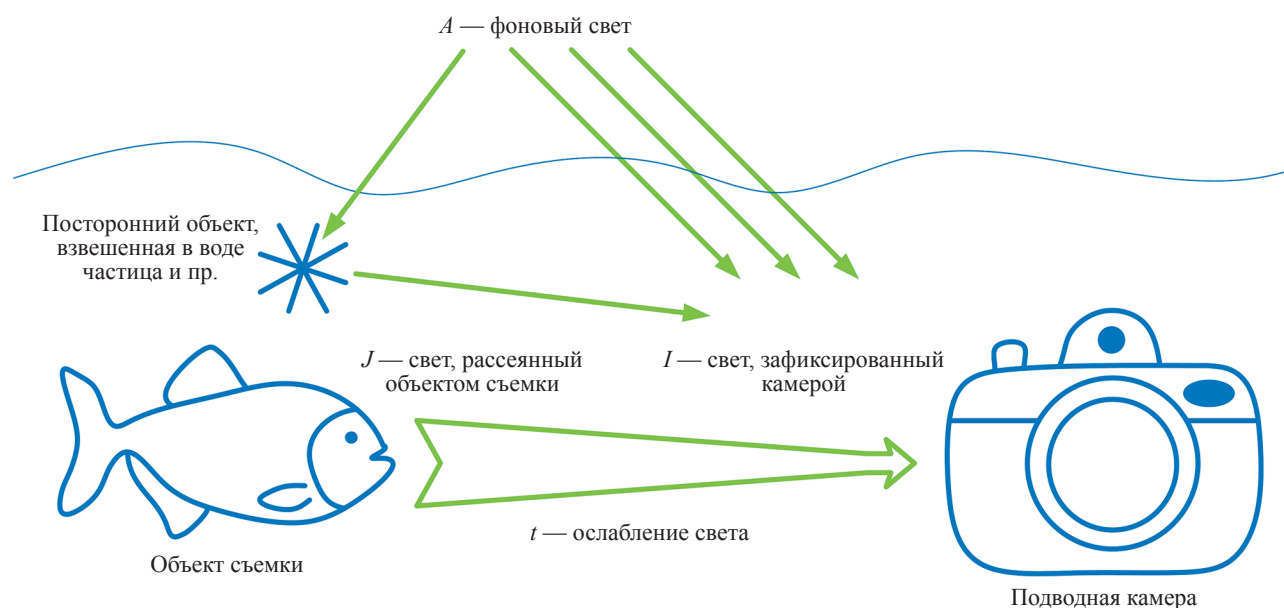 A — фоновый свет
Посторонний объект,
взвешенная в воде
частица и пр.
J — свет, рассеянный
объектом съемки
I — свет, зафиксированный
камерой
t — ослабление света
Объект съемки
Подводная камера